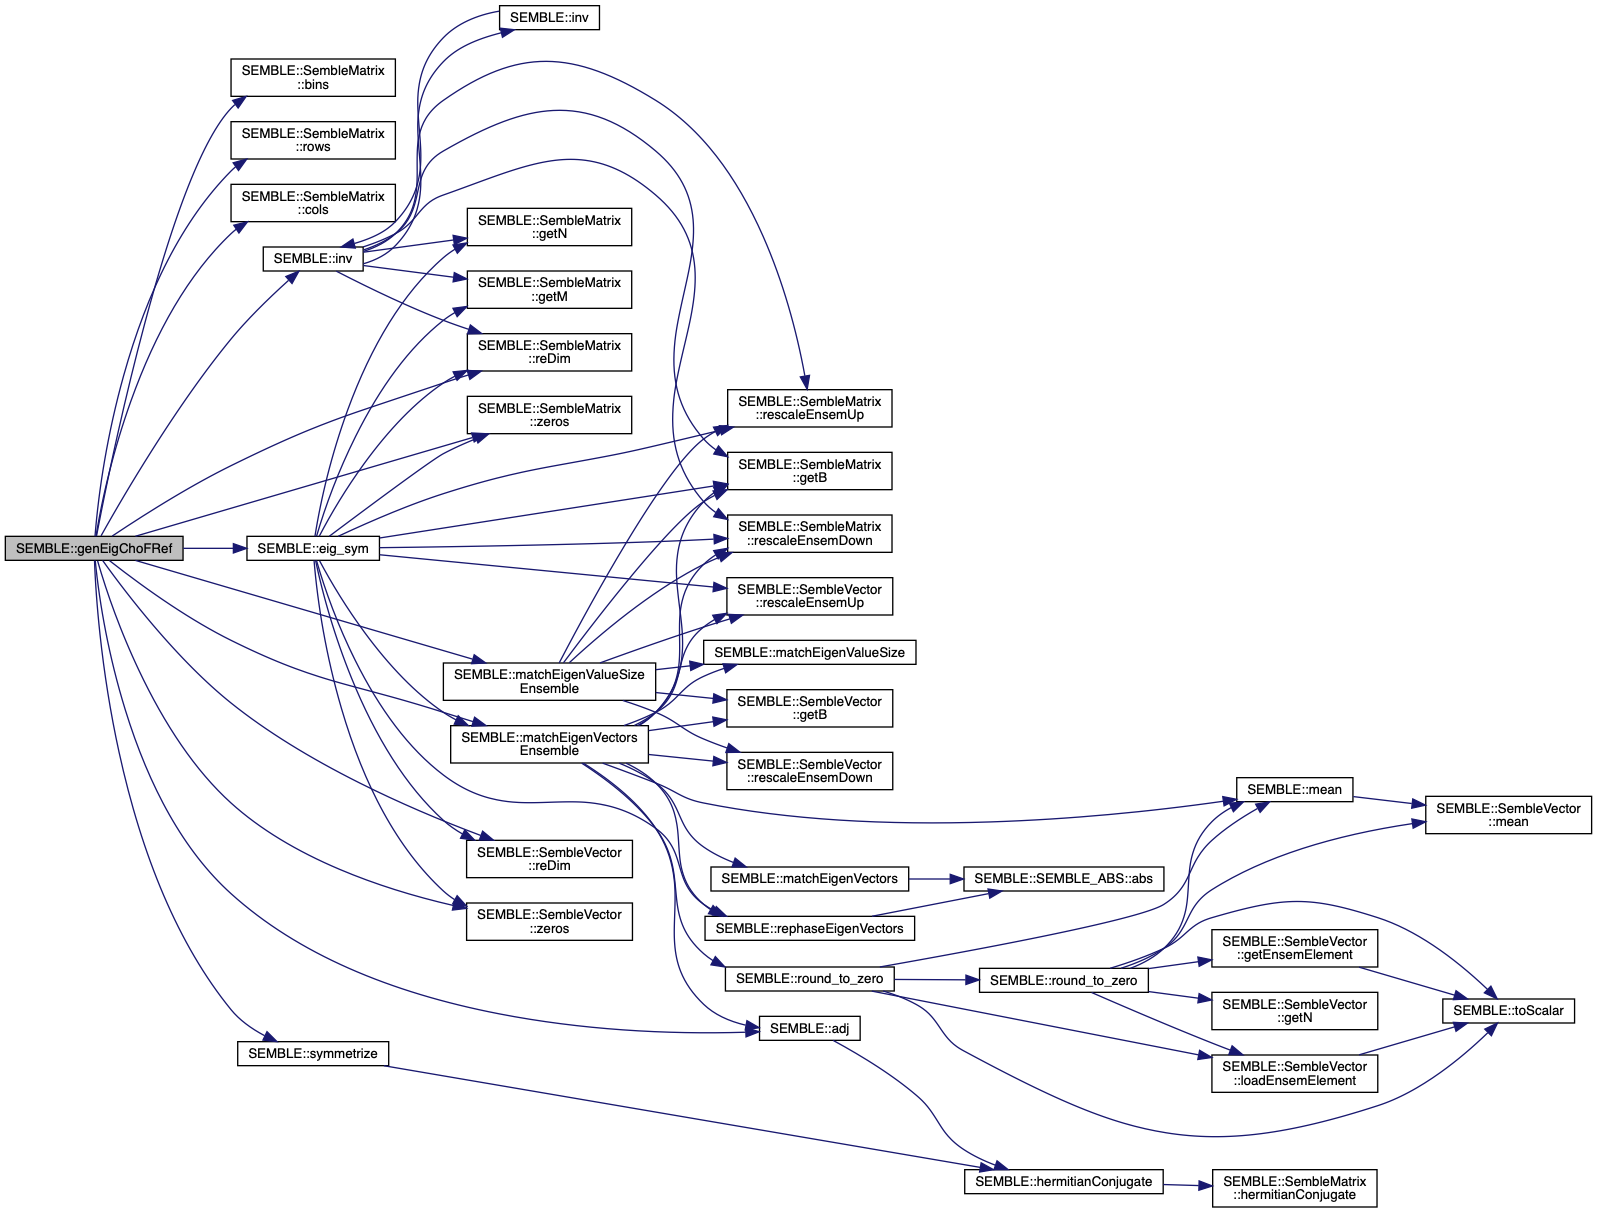 SEMBLE::genEigChoFRef
SEMBLE::SembleMatrix
::bins
SEMBLE::SembleMatrix
::rows
SEMBLE::SembleMatrix
::cols
SEMBLE::inv
SEMBLE::eig_sym
SEMBLE::symmetrize
SEMBLE::inv
SEMBLE::SembleMatrix
::getN
SEMBLE::SembleMatrix
::getM
SEMBLE::SembleMatrix
::reDim
SEMBLE::SembleMatrix
::zeros
SEMBLE::matchEigenValueSize
Ensemble
SEMBLE::matchEigenVectors
Ensemble
SEMBLE::SembleVector
::reDim
SEMBLE::SembleVector
::zeros
SEMBLE::SembleMatrix
::rescaleEnsemUp
SEMBLE::SembleMatrix
::getB
SEMBLE::SembleMatrix
::rescaleEnsemDown
SEMBLE::SembleVector
::rescaleEnsemUp
SEMBLE::matchEigenValueSize
SEMBLE::SembleVector
::getB
SEMBLE::SembleVector
::rescaleEnsemDown
SEMBLE::matchEigenVectors
SEMBLE::rephaseEigenVectors
SEMBLE::round_to_zero
SEMBLE::adj
SEMBLE::SEMBLE_ABS::abs
SEMBLE::round_to_zero
SEMBLE::hermitianConjugate
SEMBLE::mean
SEMBLE::SembleVector
::getEnsemElement
SEMBLE::SembleVector
::getN
SEMBLE::SembleVector
::loadEnsemElement
SEMBLE::SembleMatrix
::hermitianConjugate
SEMBLE::SembleVector
::mean
SEMBLE::toScalar